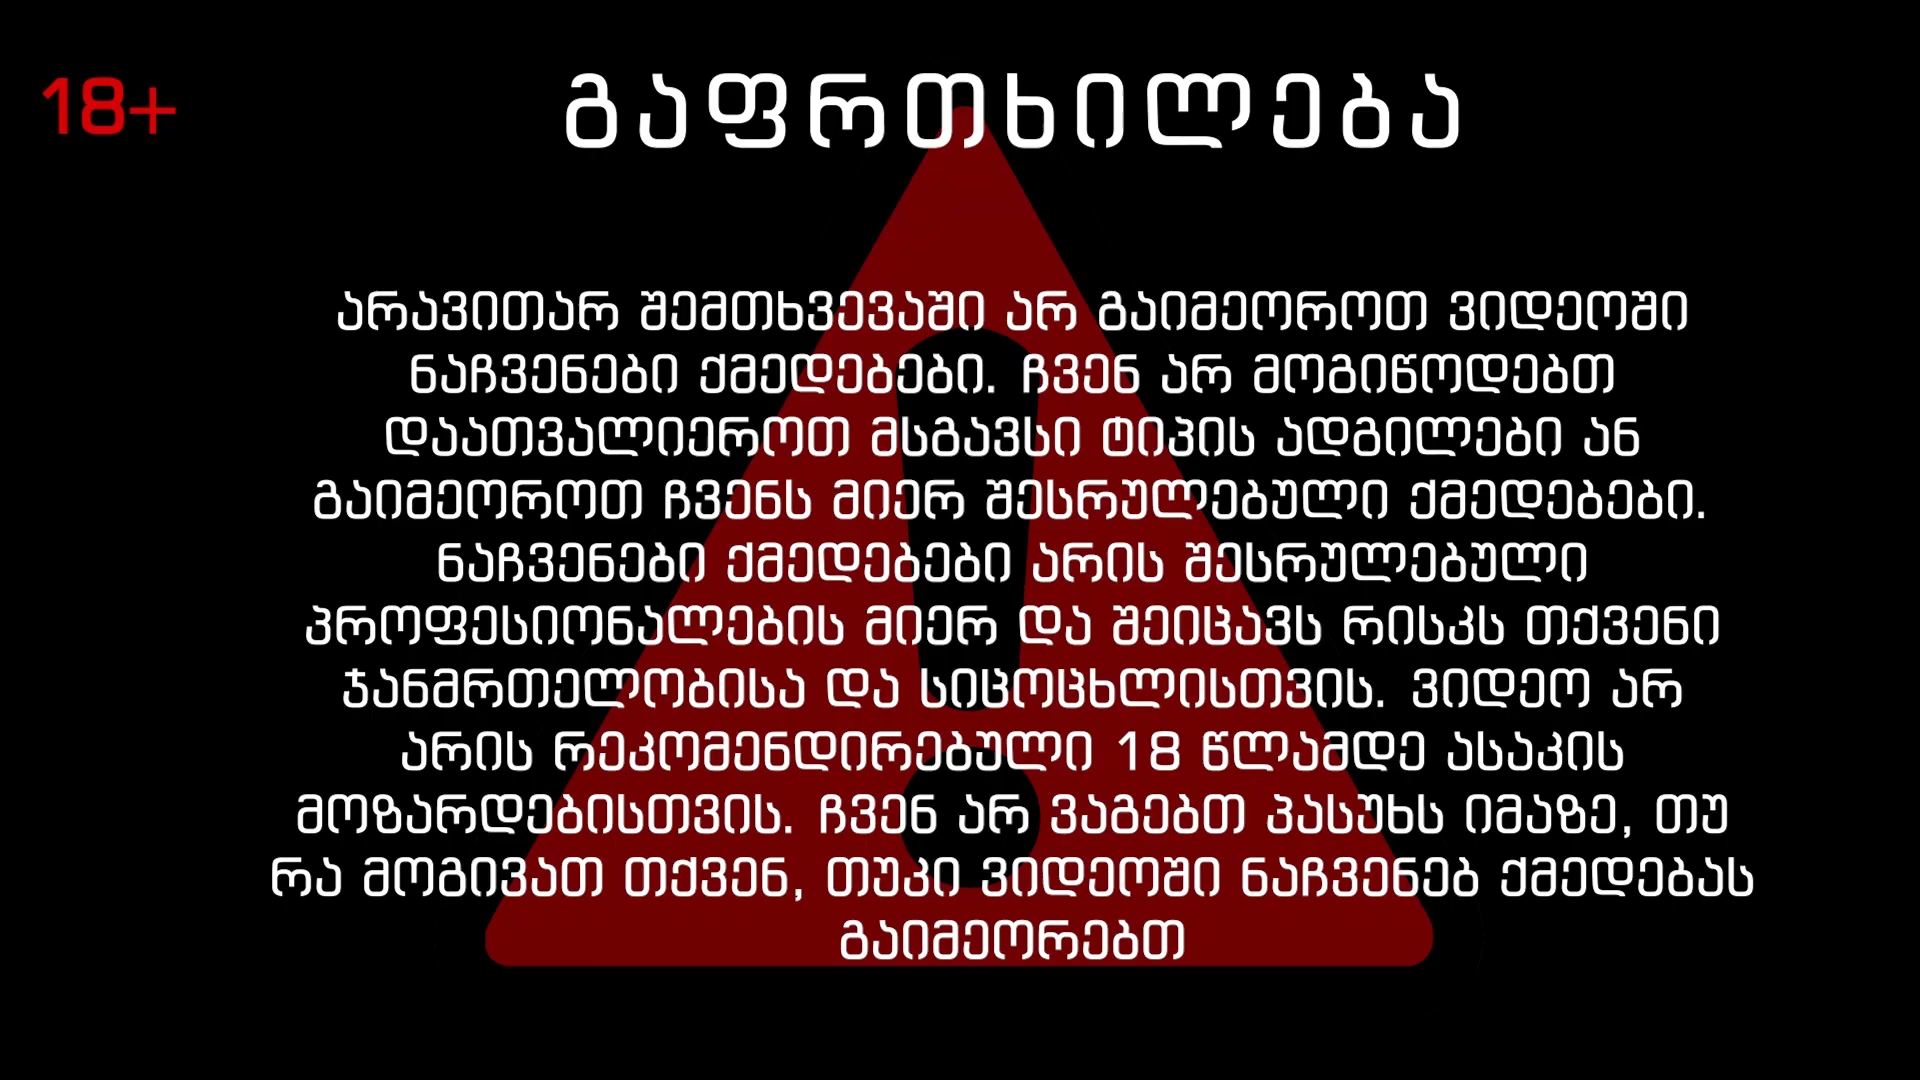 18+
გაფრთხილება
არავითარ შემთხვევაში არ გაიმეოროთ ვიდეოში
ნაჩვენები ქმედებები. ჩვენ არ მოგიწოდებთ
დაათვალიეროთ მსგავსი ტიპის ადგილები ან
გაიმეოროთ ჩვენს მიერ შესრულებული ქმედებები.
ნაჩვენები ქმედებები არის შესრულებული
პროფესიონალების მიერ და შეიცავს რისკს თქვენი
ჯანმრთელობისა და სიცოცხლისთვის. ვიდეო არ
არის რეკომენდირებული 18 წლამდე ასაკის
მოზარდებისთვის. ჩვენ არ ვაგებთ პასუხს იმაზე, თუ
რა მოგივათ თქვენ, თუკი ვიდეოში ნაჩვენებ ქმედებას
გაიმეორებთ